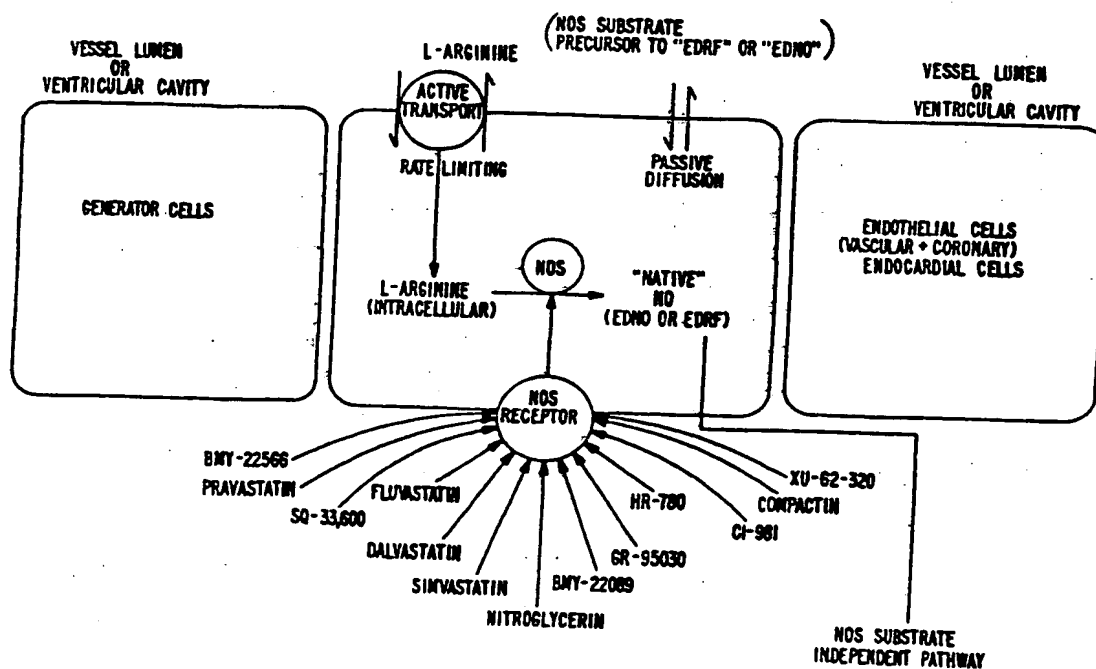 (NOS SUBSTRATE
PRECURSOR TO "EDRF" OR "EDNO")
VESSEL LUMEN
OR
VENTRICULAR CAVITY
L-ARGININE
VESSEL LUMEN
OR
VENTRICULAR CAVITY
ACTIVE
TRANSPORT
RATE LIMITING
PASSIVE
DIFFUSION
GENERATOR CELLS
ENDOTHELIAL CELLS
(VASCULAR + CORONARY)
ENDOCARDIAL CELLS
NOS
L-ARGININE
(INTRACELLULAR)
"NATIVE"
NO
(EDNO OR EDRF)
NOS
RECEPTOR
BMY-22566
PRAVASTATIN
SQ-33,600
FLUVASTATIN
DALVASTATIN
SIMVASTATIN
NITROGLYCERIN
BMY-22089
GR-95030
HR-780
CI-981
COMPACTIN
XU-62-320
NOS SUBSTRATE
INDEPENDENT PATHWAY